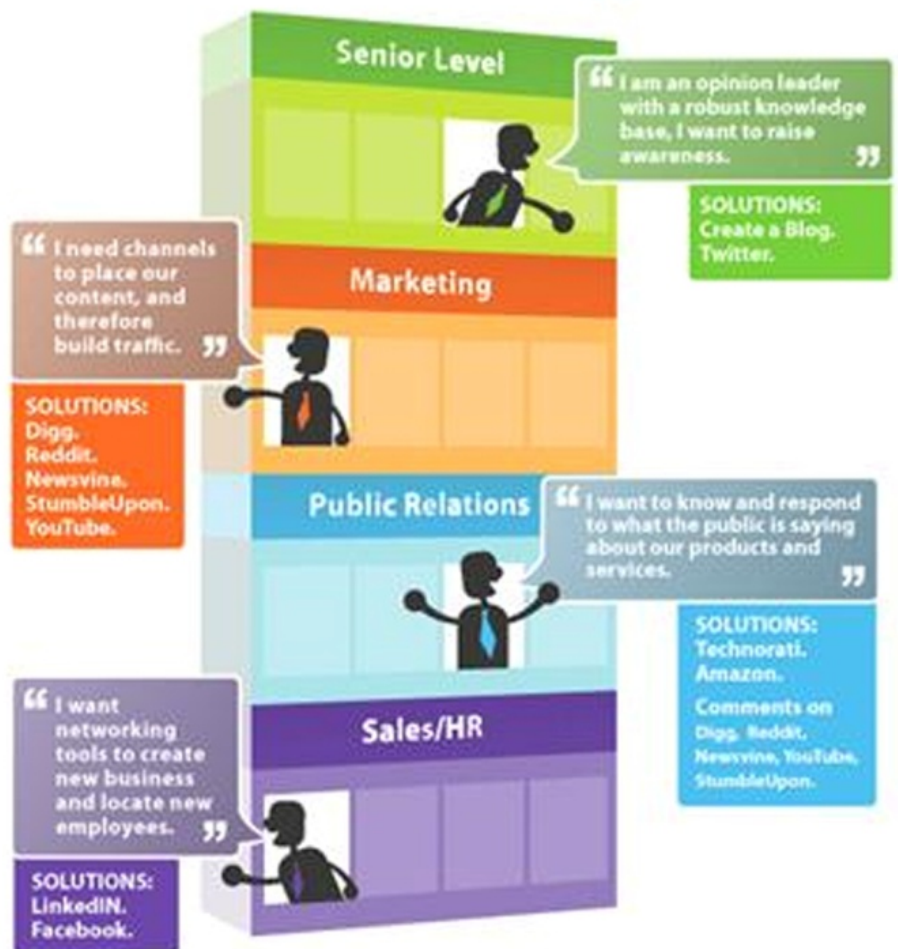 Senior Level
“ I am an opinion leader
with a robust knowledge
base, I want to raise
awareness. ”
SOLUTIONS:
Create a Blog.
Twitter.
Marketing
“ I need channels
to place our
content, and
therefore
build traffic. ”
SOLUTIONS:
Digg.
Reddit.
Newsvine.
StumbleUpon.
YouTube.
Public Relations
“ I want to know and respond
to what the public is saying
about our products and
services. ”
SOLUTIONS:
Technorati.
Amazon.
Comments on
Digg, Reddit,
Newsvine, YouTube,
StumbleUpon.
Sales/HR
“ I want
networking
tools to create
new business
and locate new
employees. ”
SOLUTIONS:
LinkedIN.
Facebook.